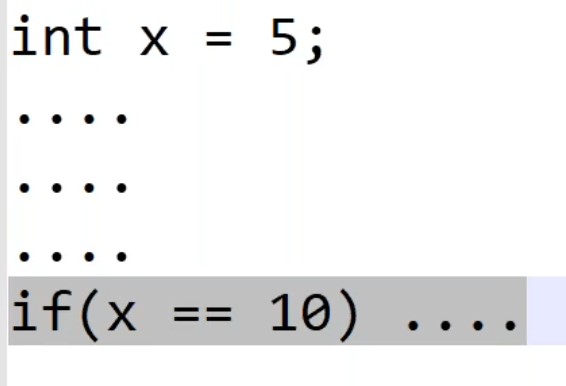 int x = 5;
....
....
....
if(x == 10) ....